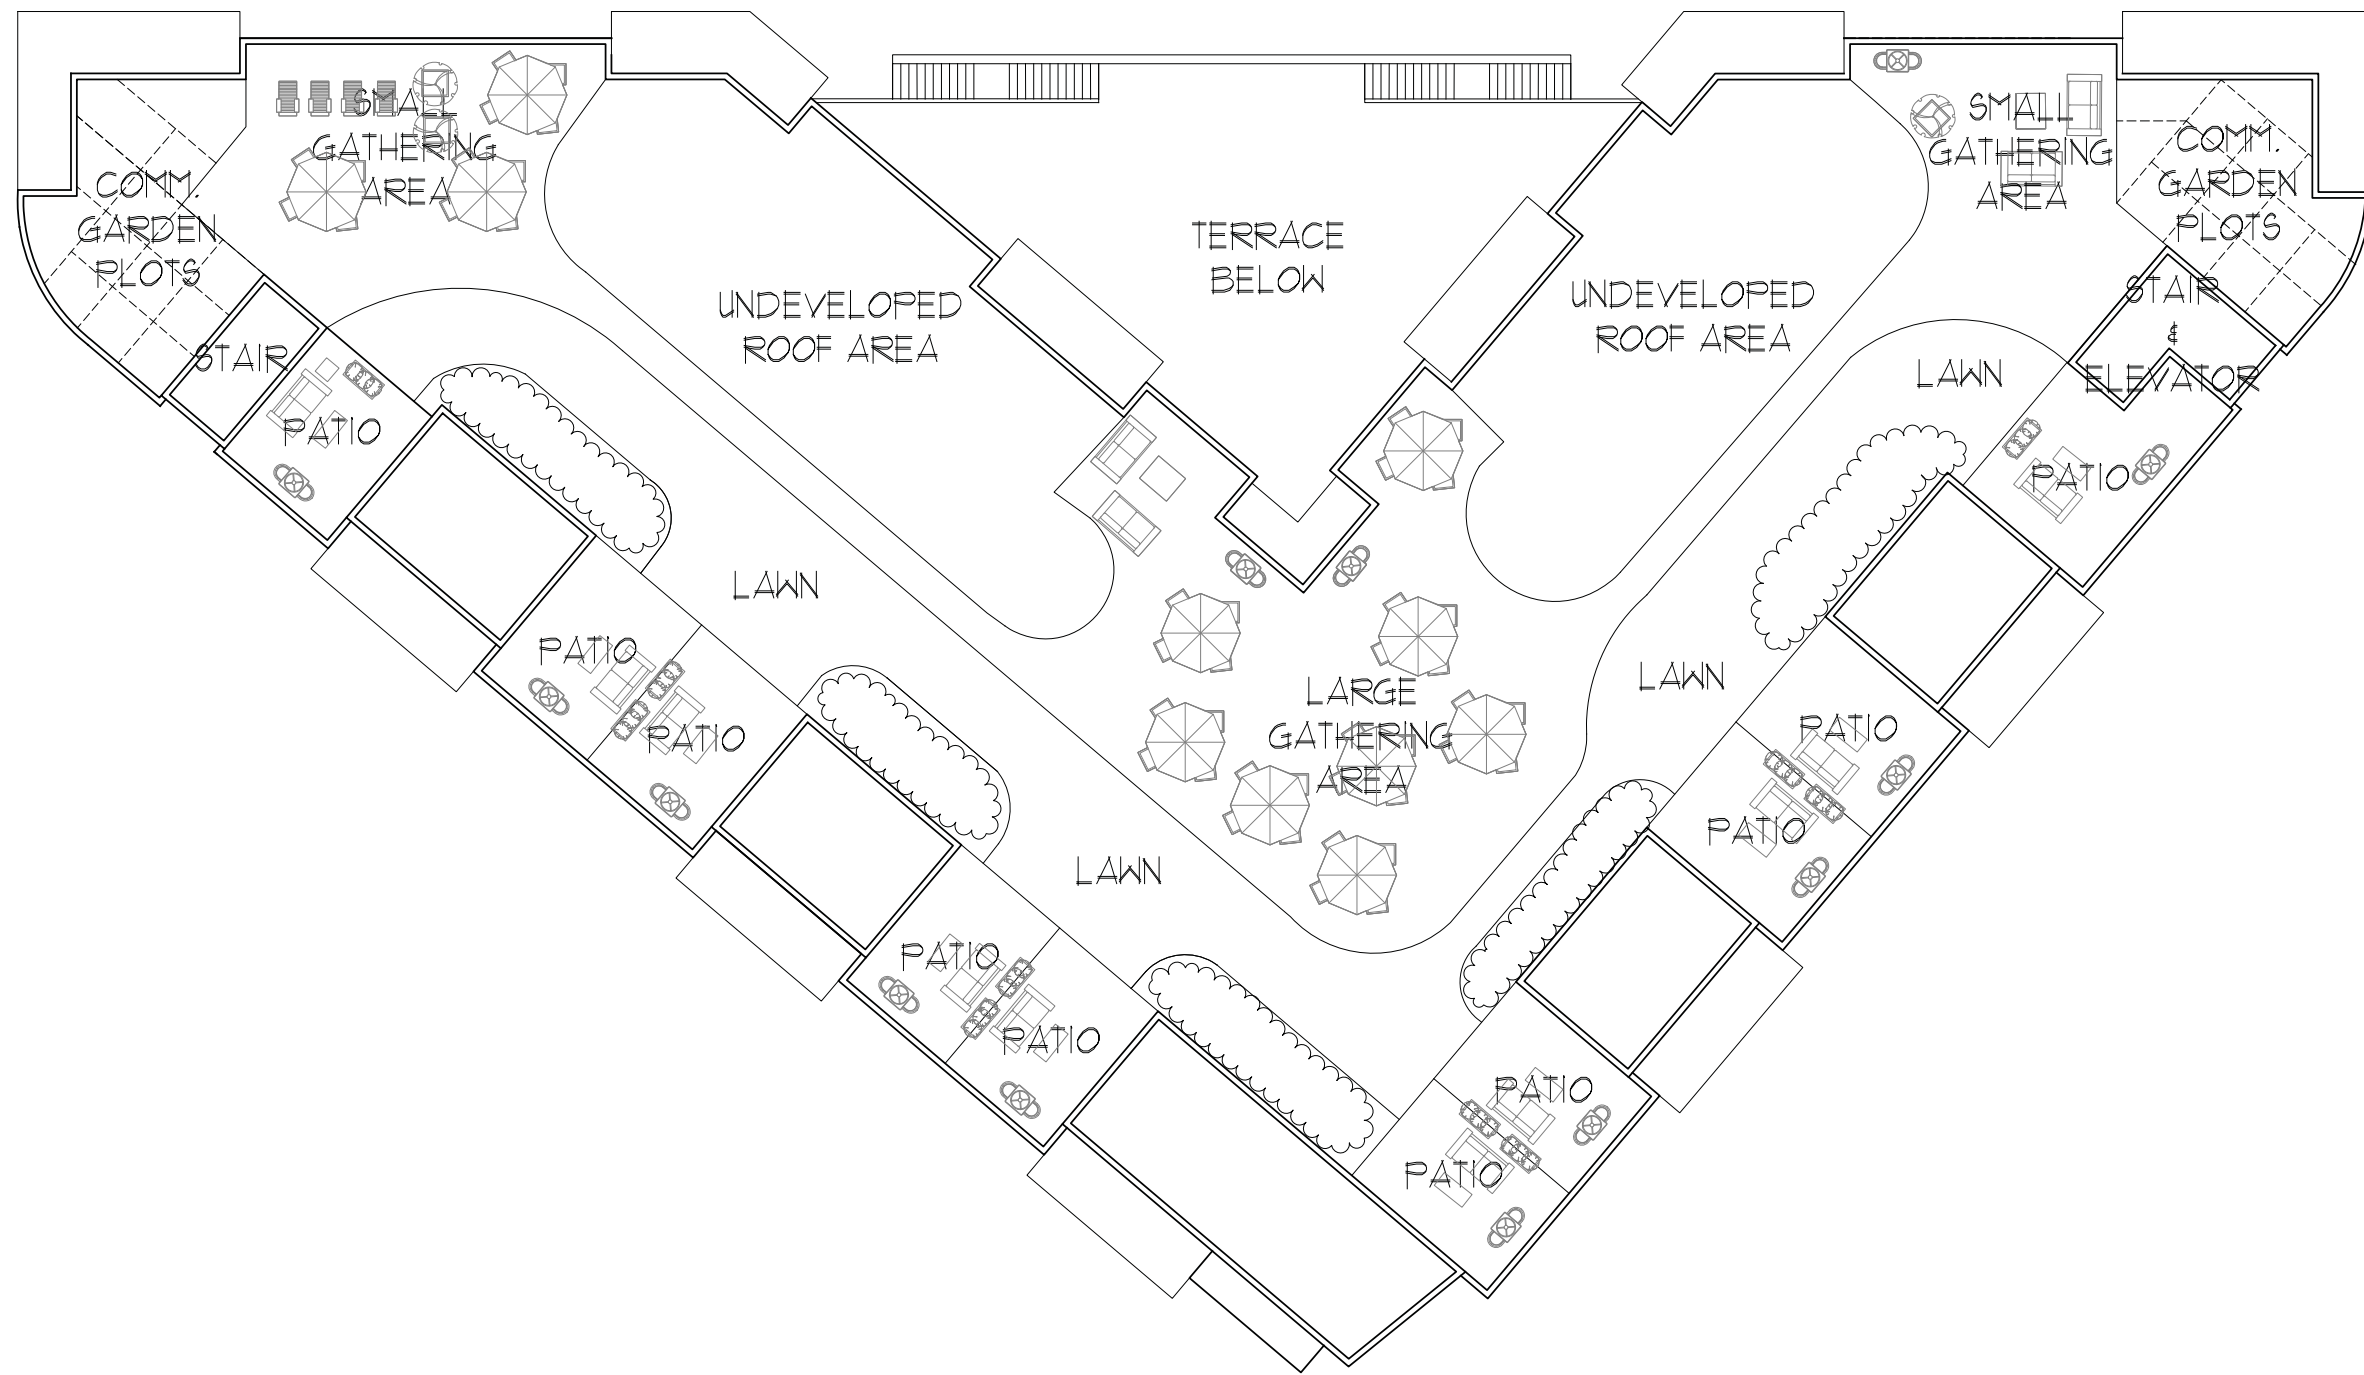 SMALL
GATHERING
AREA
COMM.
GARDEN
PLOTS
STAIR
PATIO
UNDEVELOPED
ROOF AREA
TERRACE
BELOW
UNDEVELOPED
ROOF AREA
SMALL
GATHERING
AREA
COMM.
GARDEN
PLOTS
STAIR
&
ELEVATOR
LAWN
PATIO
LAWN
PATIO
PATIO
LARGE
GATHERING
AREA
LAWN
PATIO
PATIO
LAWN
PATIO
PATIO
PATIO
PATIO